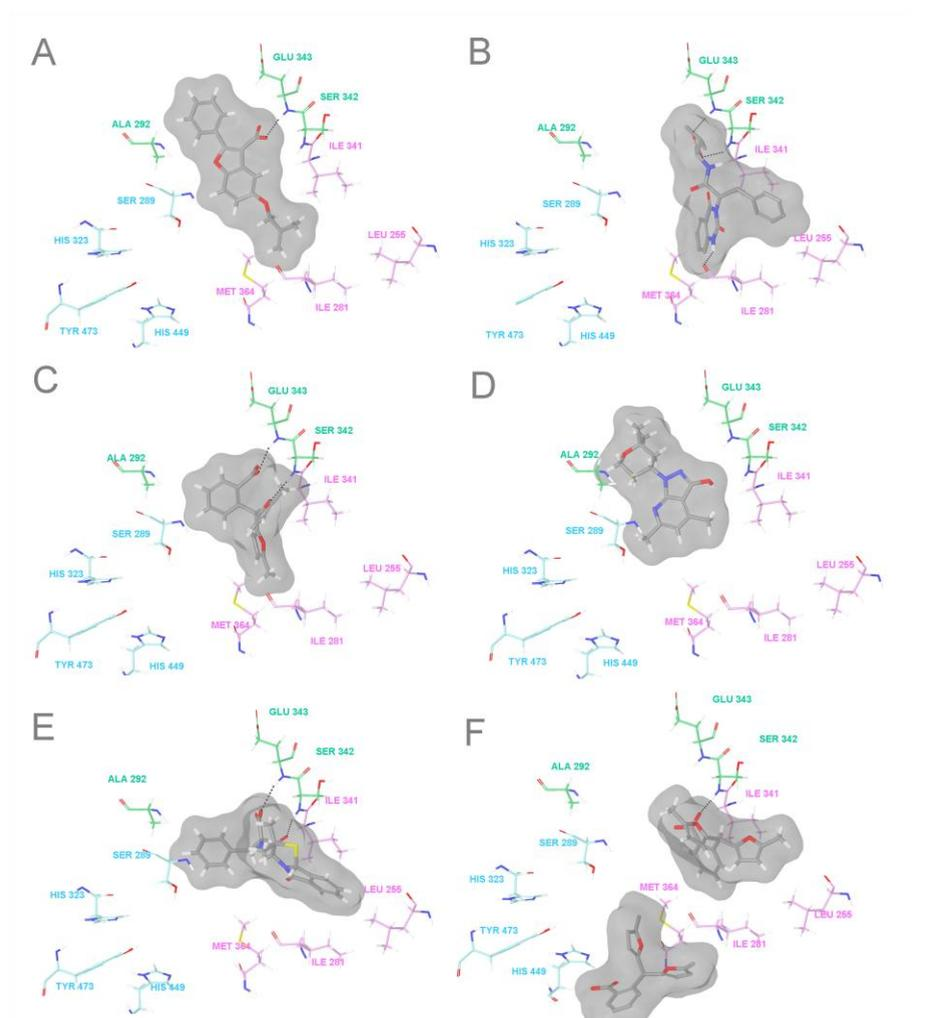 A
GLU 343
SER 342
ALA 292
ILE 341
SER 289
HIS 323
LEU 255
MET 364
ILE 281
TYR 473
HIS 449
B
GLU 343
SER 342
ALA 292
ILE 341
SER 289
HIS 323
LEU 255
MET 364
ILE 281
TYR 473
HIS 449
C
GLU 343
SER 342
ALA 292
ILE 341
SER 289
HIS 323
LEU 255
MET 364
ILE 281
TYR 473
HIS 449
D
GLU 343
SER 342
ALA 292
SER 289
HIS 323
LEU 255
MET 364
ILE 281
TYR 473
HIS 449
ILE 341
E
GLU 343
SER 342
ALA 292
ILE 341
SER 289
HIS 323
LEU 255
MET 364
ILE 281
TYR 473
HIS 449
F
GLU 343
SER 342
ALA 292
ILE 341
SER 289
HIS 323
MET 364
LEU 255
TYR 473
ILE 281
HIS 449